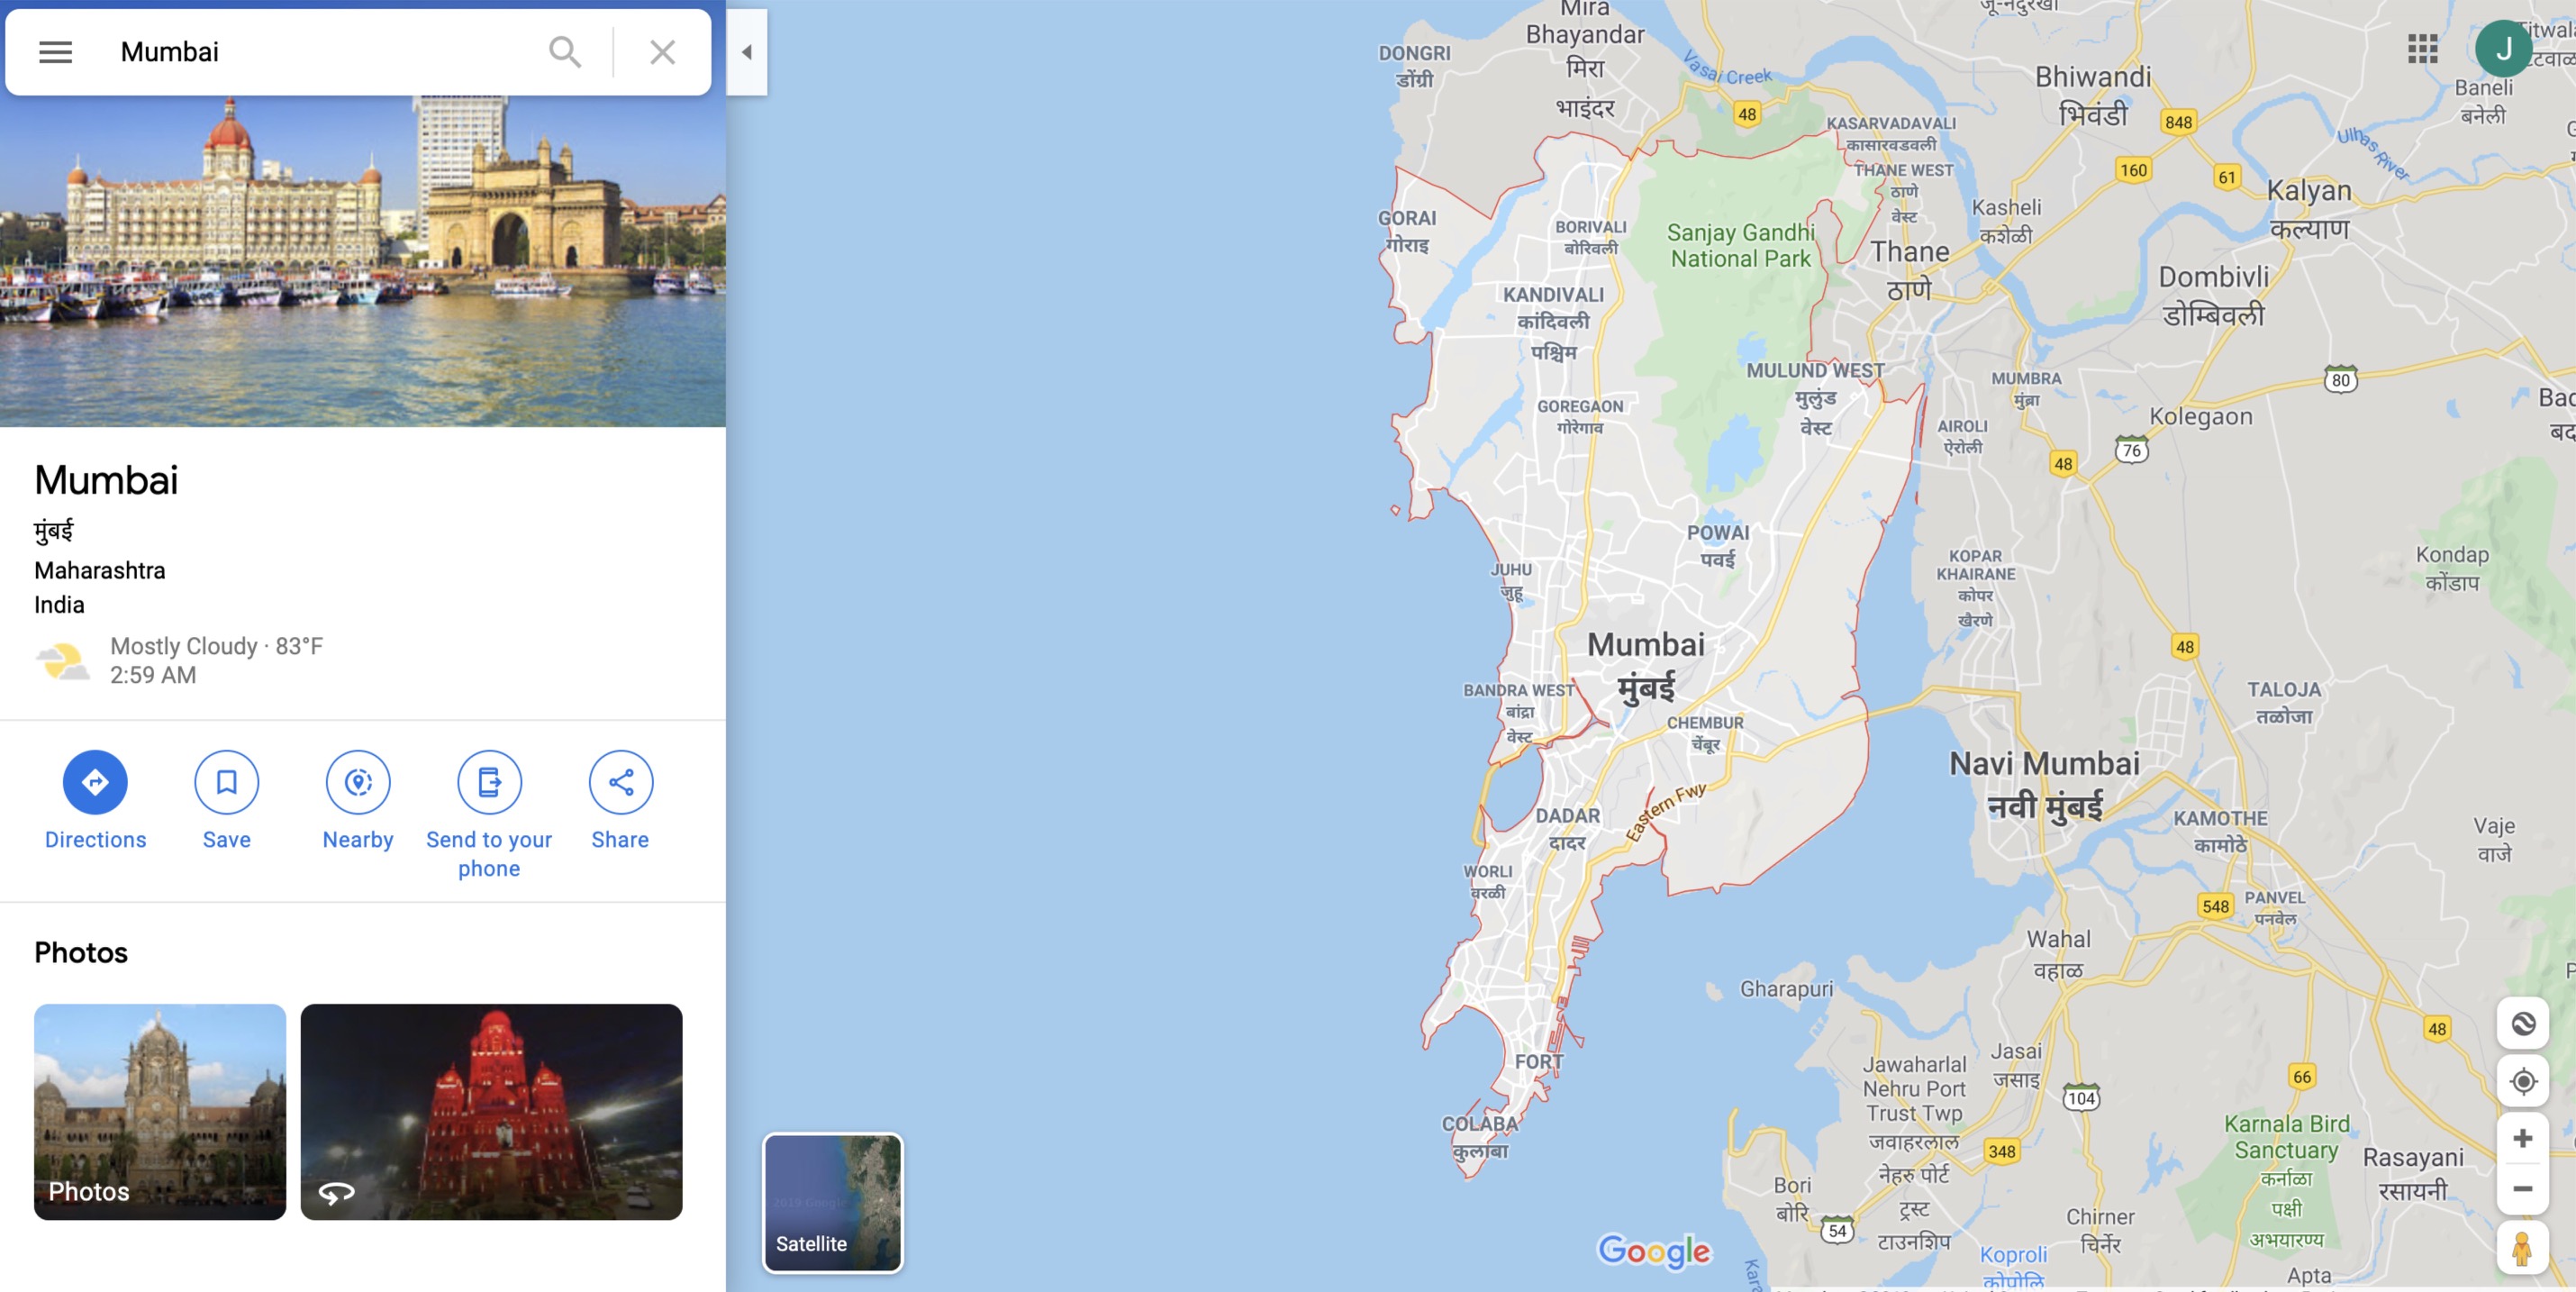 Mumbai
Mumbai
मुंबई
Maharashtra
India
Mostly Cloudy · 83°F
2:59 AM
Directions
Save
Nearby
Send to your
phone
Share
Photos
Photos
Satellite
Mira
Bhayandar
मिरा
भाइंदर
DONGRI
डोंगरी
Vasai Creek
48
KASARVADAVALI
कासारवडवली
THANE WEST
ठाणे
वेस्ट
Bhiwandi
भिवंडी
848
160
61
J
Baneli
बनेली
Ulhas River
Kalyan
कल्याण
Kasheli
कशेळी
GORAI
गोराइ
BORIVALI
बोरिवली
Sanjay Gandhi
National Park
Thane
ठाणे
Dombivli
डोम्बिवली
KANDIVALI
कांदिवली
पश्चिम
MULUND WEST
मुलुंड
वेस्ट
MUMBRA
मुंब्रा
80
Kolegaon
GOREGAON
गोरेगाव
AIROLI
ऐरोली
48
76
POWAI
पवई
KOPAR
KHAIRANE
कोपर
खैरणे
Kondap
कोंडाप
JUHU
जुहू
Mumbai
मुंबई
48
BANDRA WEST
बांद्रा
वेस्ट
CHEMBUR
चेंबूर
TALOJA
तळोजा
Navi Mumbai
नवी मुंबई
Eastern Fwy
DADAR
दादर
KAMOTHE
कामोठे
Vaje
वाजे
WORLI
वरळी
548
PANVEL
पनवेल
Wahal
वहाळ
Gharapuri
48
FORT
Jawaharlal
Nehru Port
Trust Twp
जवाहरलाल
नेहरु पोर्ट
ट्रस्ट
टाउनशिप
Jasai
जसाइ
104
66
COLABA
कुलाबा
Karnala Bird
Sanctuary
कर्नाळा
पक्षी
अभयारण्य
Rasayani
रसायनी
348
Bori
बोरि
54
Chirner
चिर्नेर
Koproli
कोप्रोलि
Apta
Google